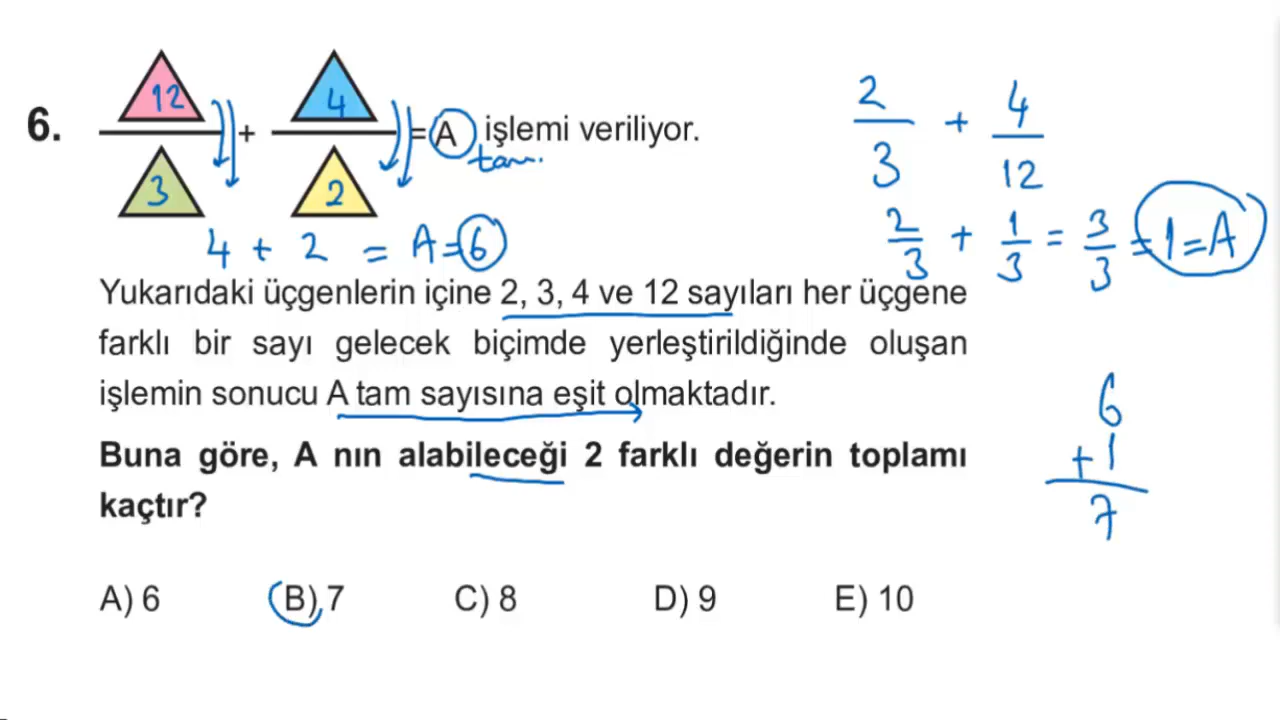 6. 12/3 + 4/2 = A işlemi veriliyor.
tam.
4 + 2 = A = 6
2/3 + 4/12
2/3 + 1/3 = 3/3 = 1 = A
Yukarıdaki üçgenlerin içine 2, 3, 4 ve 12 sayıları her üçgene
farklı bir sayı gelecek biçimde yerleştirildiğinde oluşan
işlemin sonucu A tam sayısına eşit olmaktadır.
Buna göre, A nın alabileceği 2 farklı değerin toplamı
kaçtır?
6
+ 1
7
A) 6 B) 7 C) 8 D) 9 E) 10